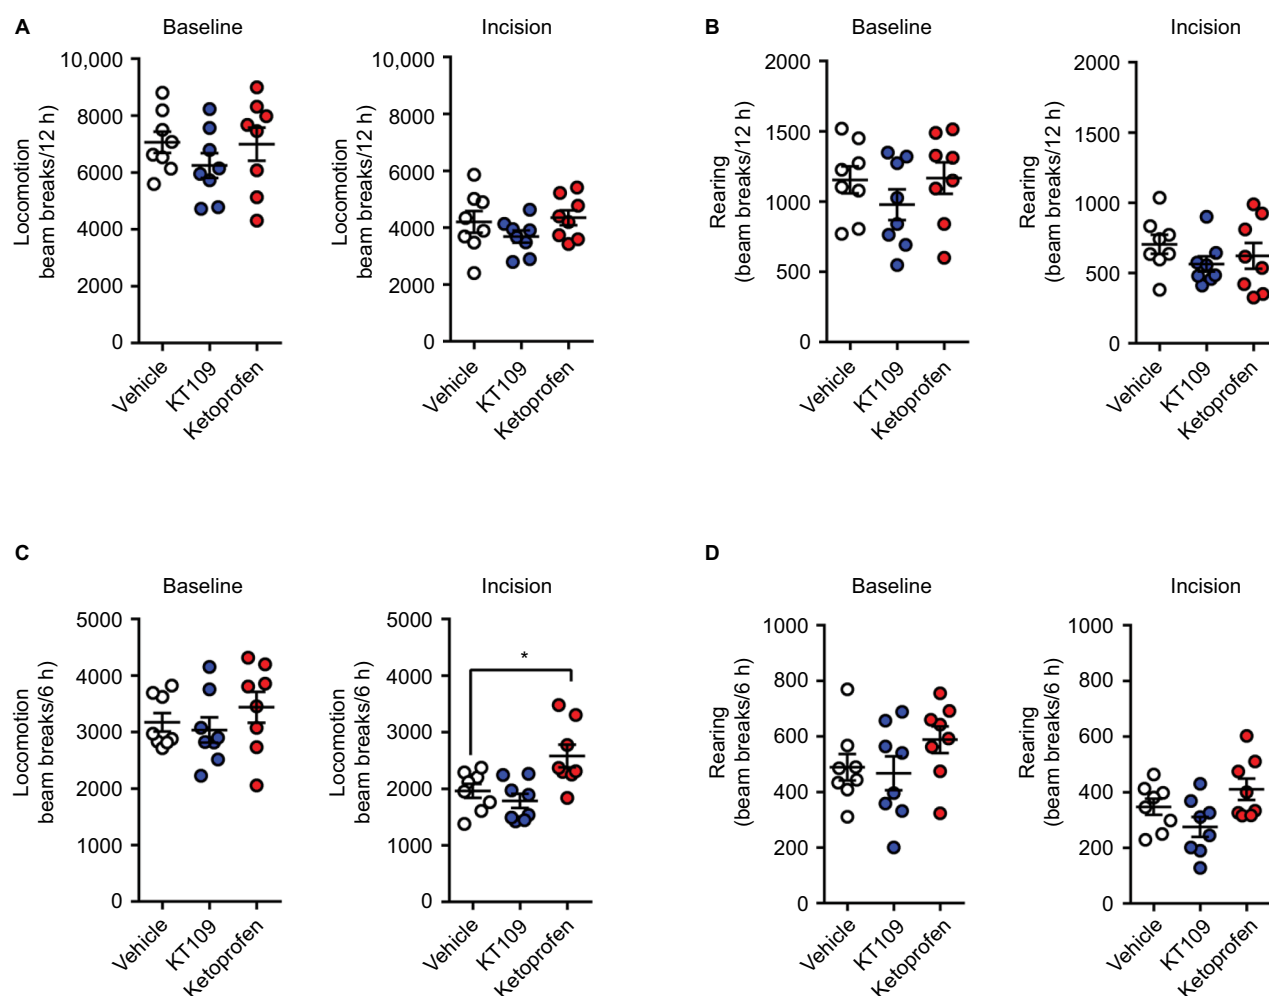 A
Baseline
Locomotion
beam breaks/12 h)
10,000
8000
6000
4000
2000
0
Vehicle
KT109
Ketoprofen
Incision
Locomotion
beam breaks/12 h)
10,000
8000
6000
4000
2000
0
Vehicle
KT109
Ketoprofen
B
Baseline
Rearing
(beam breaks/12 h)
2000
1500
1000
500
0
Vehicle
KT109
Ketoprofen
Incision
Rearing
(beam breaks/12 h)
2000
1500
1000
500
0
Vehicle
KT109
Ketoprofen
C
Baseline
Locomotion
beam breaks/6 h)
5000
4000
3000
2000
1000
0
Vehicle
KT109
Ketoprofen
Incision
Locomotion
beam breaks/6 h)
5000
4000
3000
2000
1000
0
*
Vehicle
KT109
Ketoprofen
D
Baseline
Rearing
(beam breaks/6 h)
1000
800
600
400
200
0
Vehicle
KT109
Ketoprofen
Incision
Rearing
(beam breaks/6 h)
1000
800
600
400
200
0
Vehicle
KT109
Ketoprofen